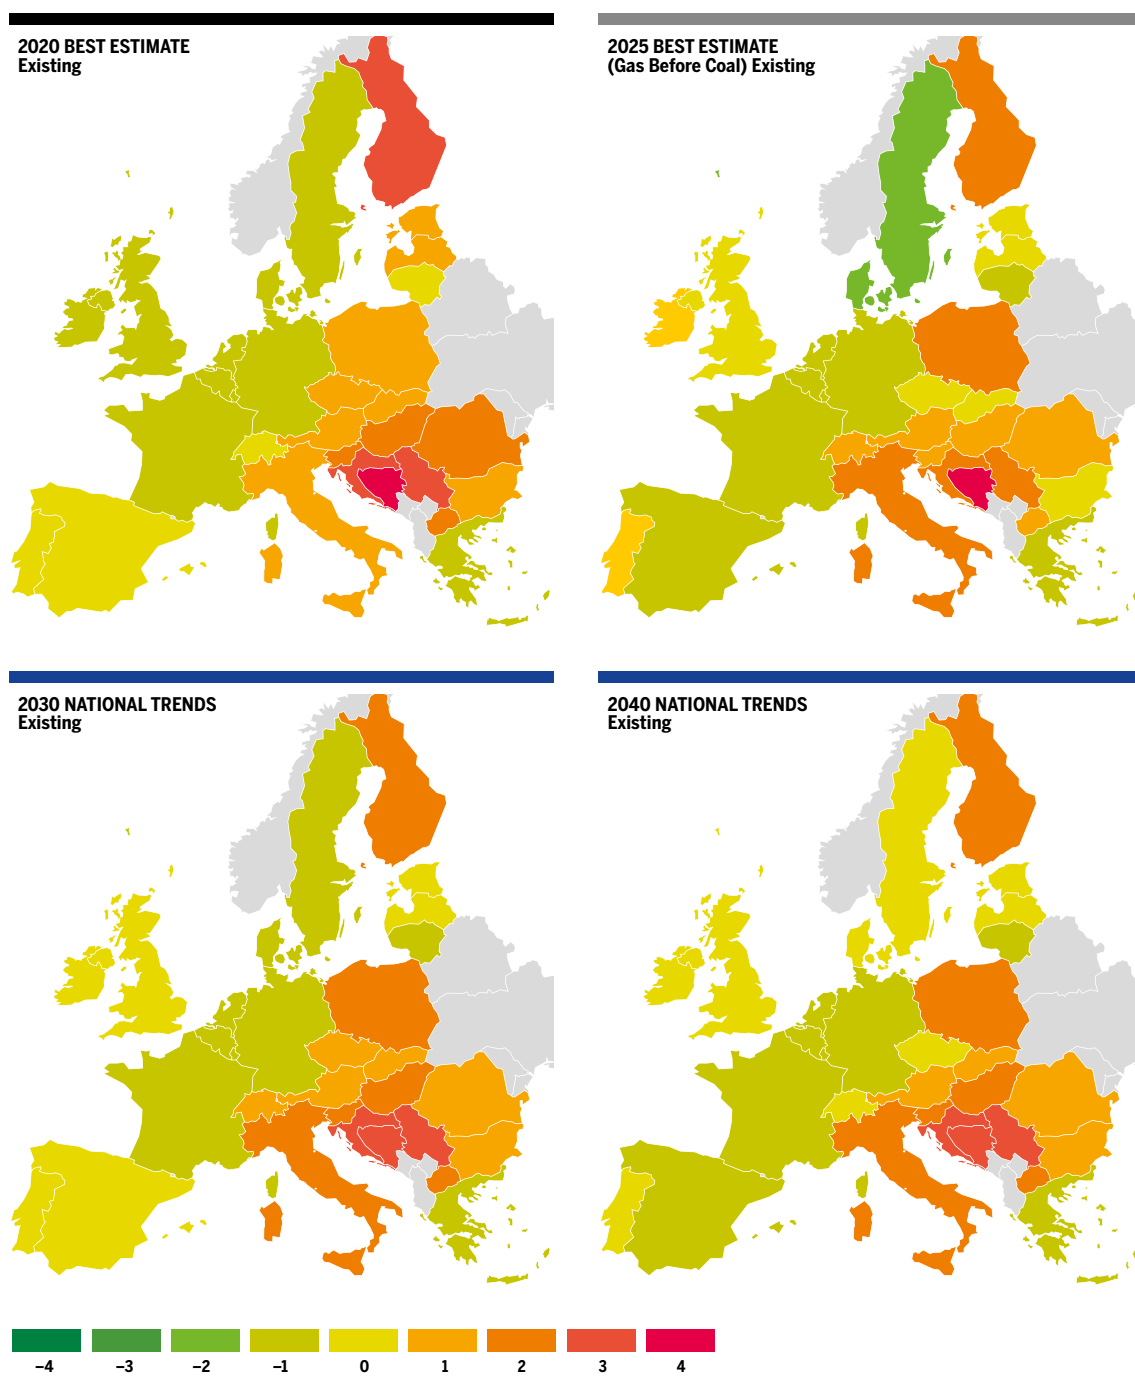 2020 BEST ESTIMATE
Existing
2025 BEST ESTIMATE
(Gas Before Coal) Existing
2030 NATIONAL TRENDS
Existing
2040 NATIONAL TRENDS
Existing
–4 –3 –2 –1 0 1 2 3 4